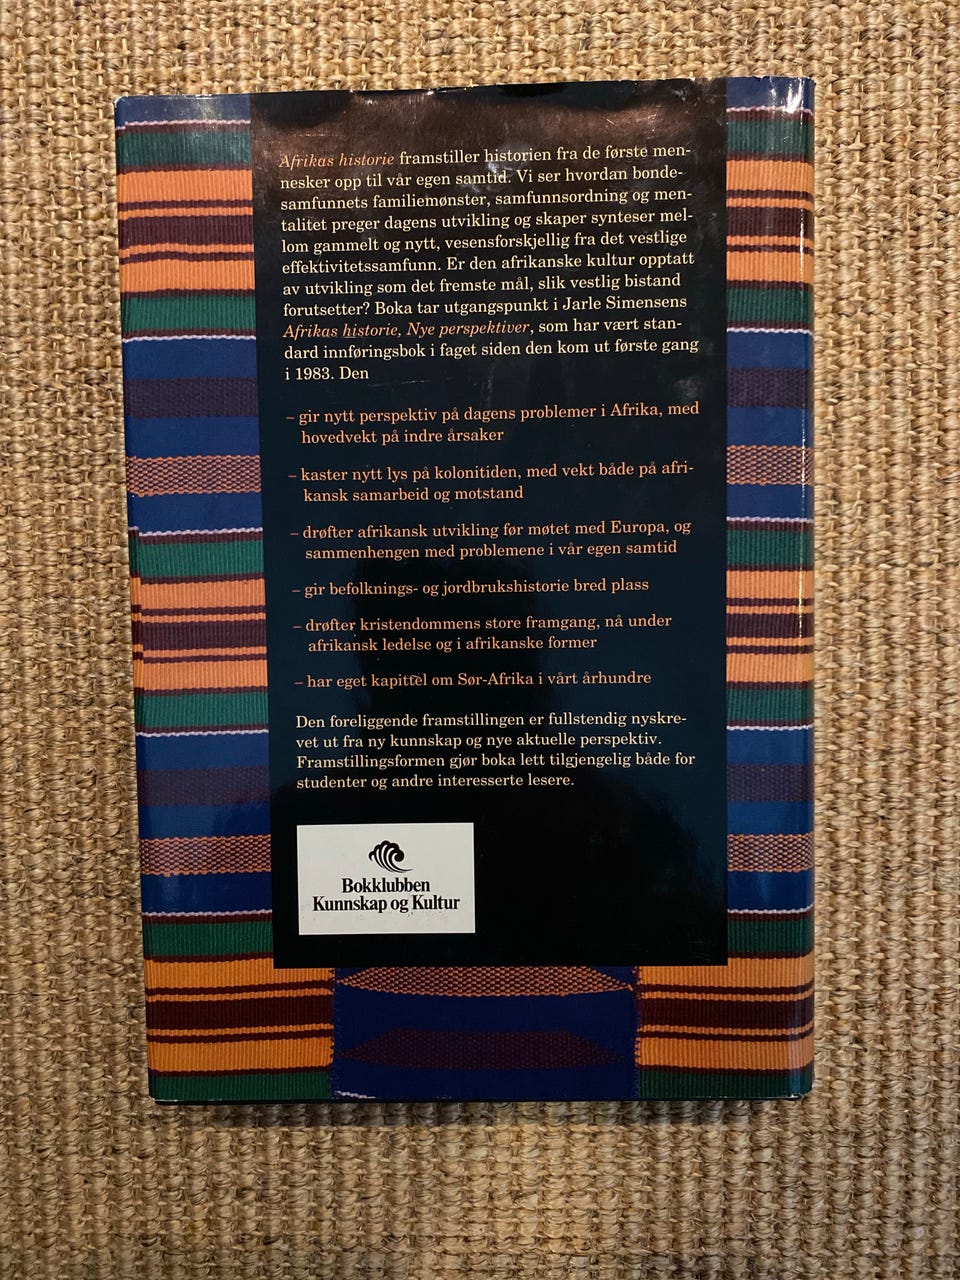 Afrikas historie framstiller historien fra de første men-
nesker opp til vår egen samtid. Vi ser hvordan bonde-
samfunnets familiemønster, samfunnsordning og men-
talitet preger dagens utvikling og skaper synteser mel-
lom gammelt og nytt, vesensforskjellig fra det vestlige
effektivitetssamfunn. Er den afrikanske kultur opptatt
av utvikling som det fremste mål, slik vestlig bistand
forutsetter? Boka tar utgangspunkt i Jarle Simensens
Afrikas historie, Nye perspektiver, som har vært stan-
dard innføringsbok i faget siden den kom ut første gang
i 1983. Den
– gir nytt perspektiv på dagens problemer i Afrika, med
hovedvekt på indre årsaker
– kaster nytt lys på kolonitiden, med vekt både på afri-
kansk samarbeid og motstand
– drøfter afrikansk utvikling før møtet med Europa, og
sammenhengen med problemene i vår egen samtid
– gir befolknings- og jordbrukshistorie bred plass
– drøfter kristendommens store framgang, nå under
afrikansk ledelse og i afrikanske former
– har eget kapittel om Sør-Afrika i vårt århundre
Den foreliggende framstillingen er fullstendig nyskre-
vet ut fra ny kunnskap og nye aktuelle perspektiv.
Framstillingsformen gjør boka lett tilgjengelig både for
studenter og andre interesserte lesere.
Bokklubben
Kunnskap og Kultur